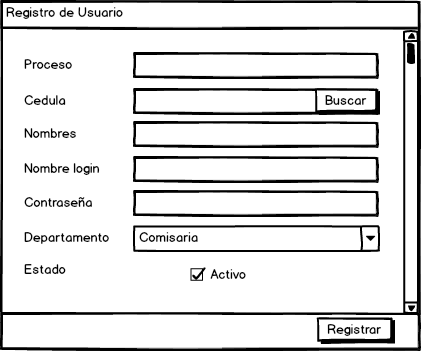 Registro de Usuario
Proceso
Cedula Buscar
Nombres
Nombre login
Contraseña
Departamento Comisaria
Estado Activo
Registrar